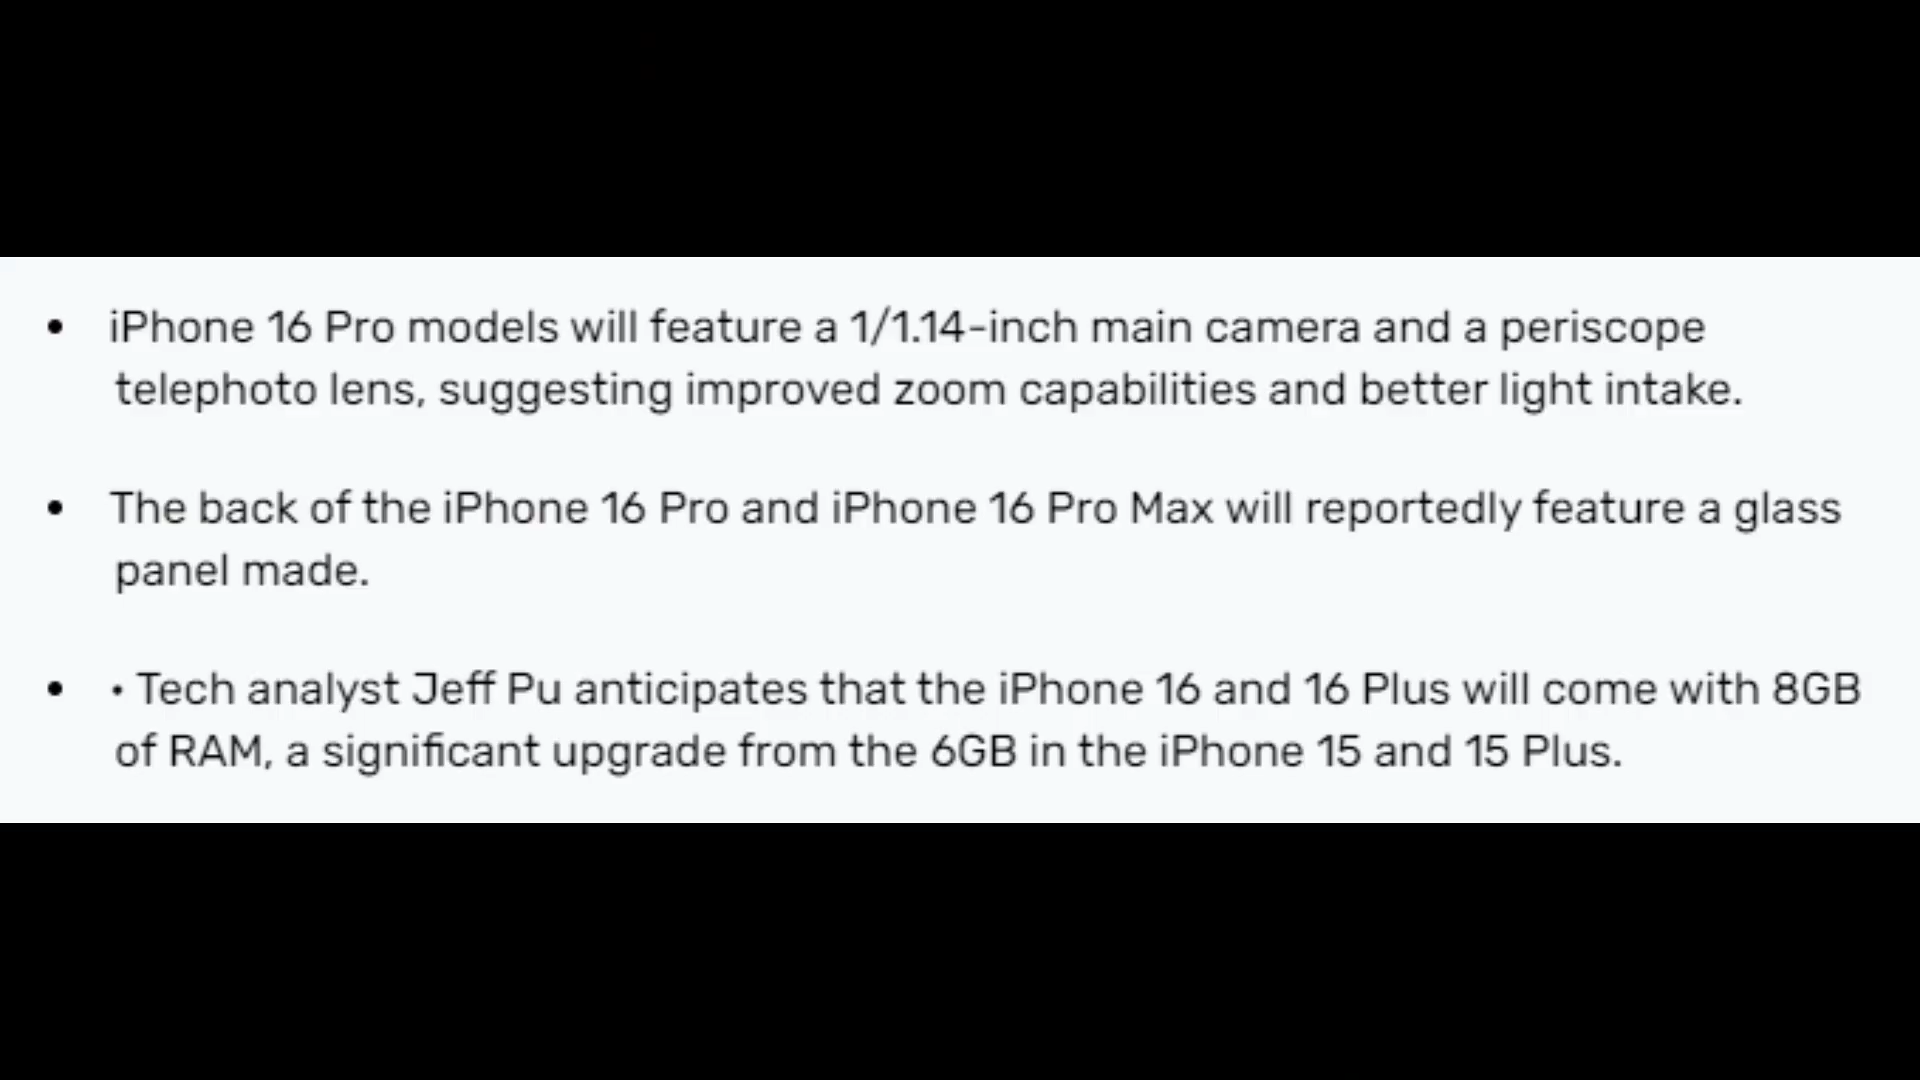 • iPhone 16 Pro models will feature a 1/1.14-inch main camera and a periscope
telephoto lens, suggesting improved zoom capabilities and better light intake.
• The back of the iPhone 16 Pro and iPhone 16 Pro Max will reportedly feature a glass
panel made.
• • Tech analyst Jeff Pu anticipates that the iPhone 16 and 16 Plus will come with 8GB
of RAM, a significant upgrade from the 6GB in the iPhone 15 and 15 Plus.